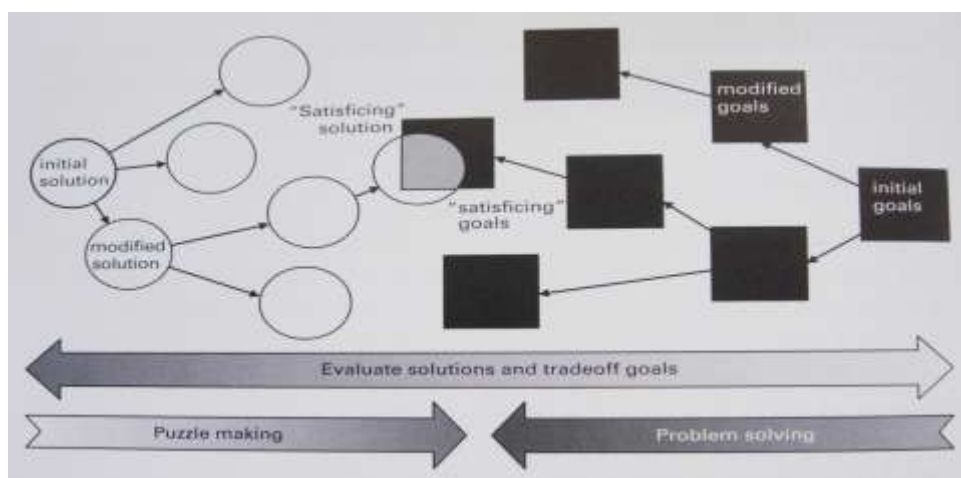 "Satisficing"
solution
modified
goals
initial
solution
initial
goals
"satisficing"
goals
modified
solution
Evaluate solutions and tradeoff goals
Puzzle making
Problem solving